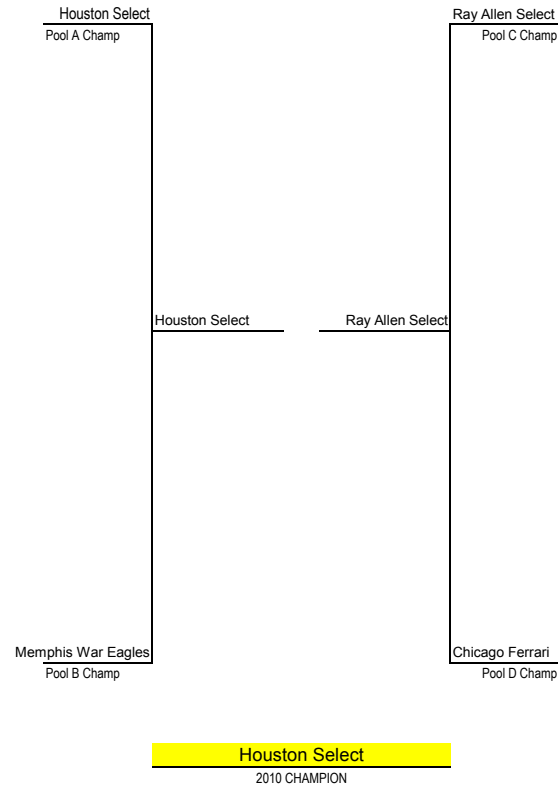 Houston Select
Pool A Champ
Ray Allen Select
Pool C Champ
Houston Select
Ray Allen Select
Memphis War Eagles
Pool B Champ
Chicago Ferrari
Pool D Champ
Houston Select
2010 CHAMPION